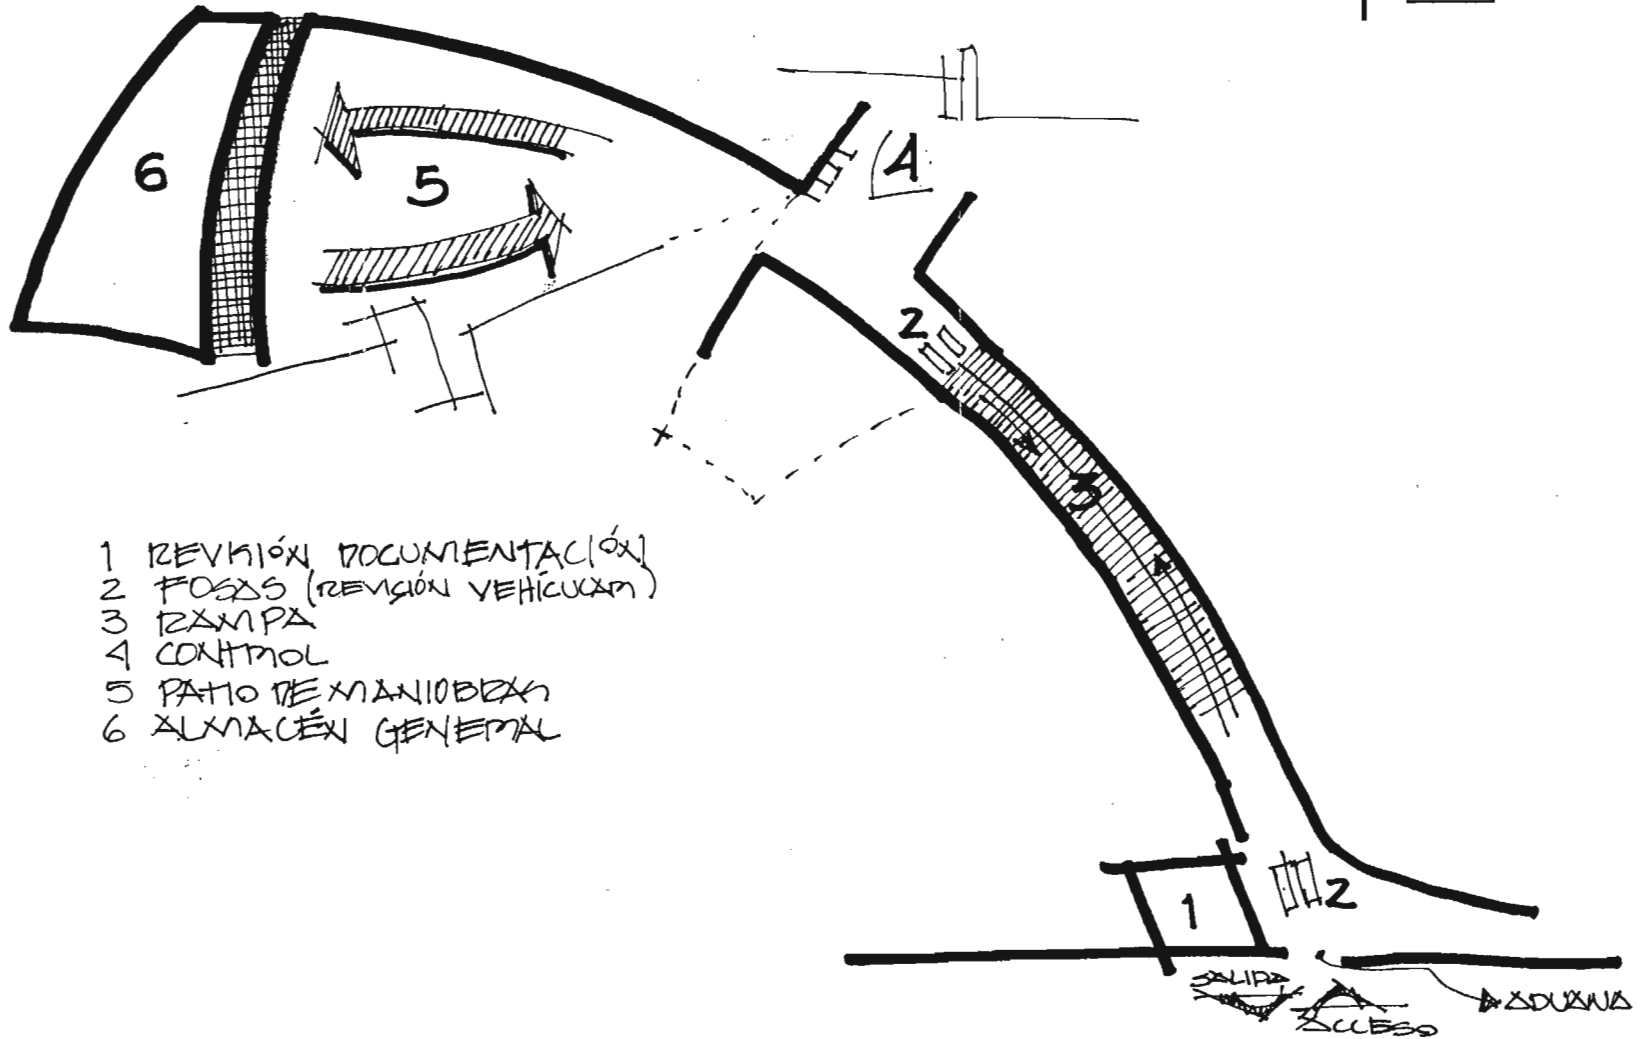 6
5
4
2
3
1 REVISIÓN DOCUMENTACIÓN
2 FOSAS (REVISIÓN VEHÍCULAR)
3 RAMPA
4 CONTROL
5 PATIO DE MANIOBRAS
6 ALMACÉN GENERAL
1
2
SALIDA
ADUANA
ACCESO